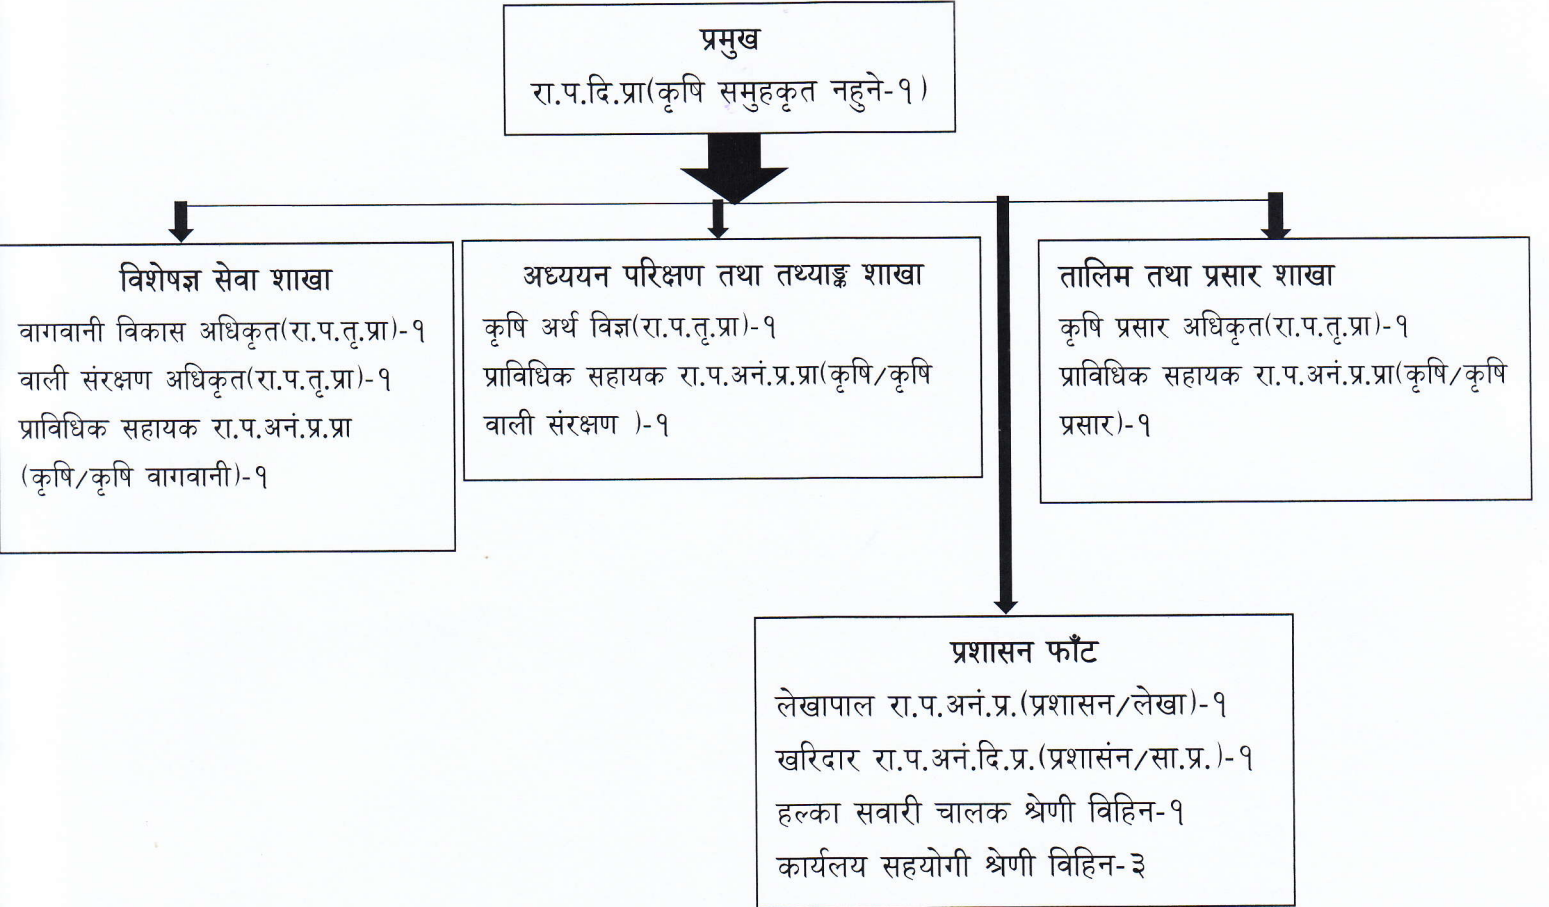 प्रमुख
रा.प.दि.प्रा(कृषि समुहकृत नहुने-१)
विशेषज्ञ सेवा शाखा
वागवानी विकास अधिकृत(रा.प.तृ.प्रा)-१
वाली संरक्षण अधिकृत(रा.प.तृ.प्रा)-१
प्राविधिक सहायक रा.प.अनं.प्र.प्रा
(कृषि/कृषि वागवानी)-१
अध्ययन परिक्षण तथा तथ्याङ्क शाखा
कृषि अर्थ विज्ञ(रा.प.तृ.प्रा)-१
प्राविधिक सहायक रा.प.अनं.प्र.प्रा(कृषि/कृषि
वाली संरक्षण )-१
तालिम तथा प्रसार शाखा
कृषि प्रसार अधिकृत(रा.प.तृ.प्रा)-१
प्राविधिक सहायक रा.प.अनं.प्र.प्रा(कृषि/कृषि
प्रसार)-१
प्रशासन फाँट
लेखापाल रा.प.अनं.प्र.(प्रशासन/लेखा)-१
खरिदार रा.प.अनं.दि.प्र.(प्रशासंन/सा.प्र.)-१
हल्का सवारी चालक श्रेणी विहिन-१
कार्यलय सहयोगी श्रेणी विहिन-३